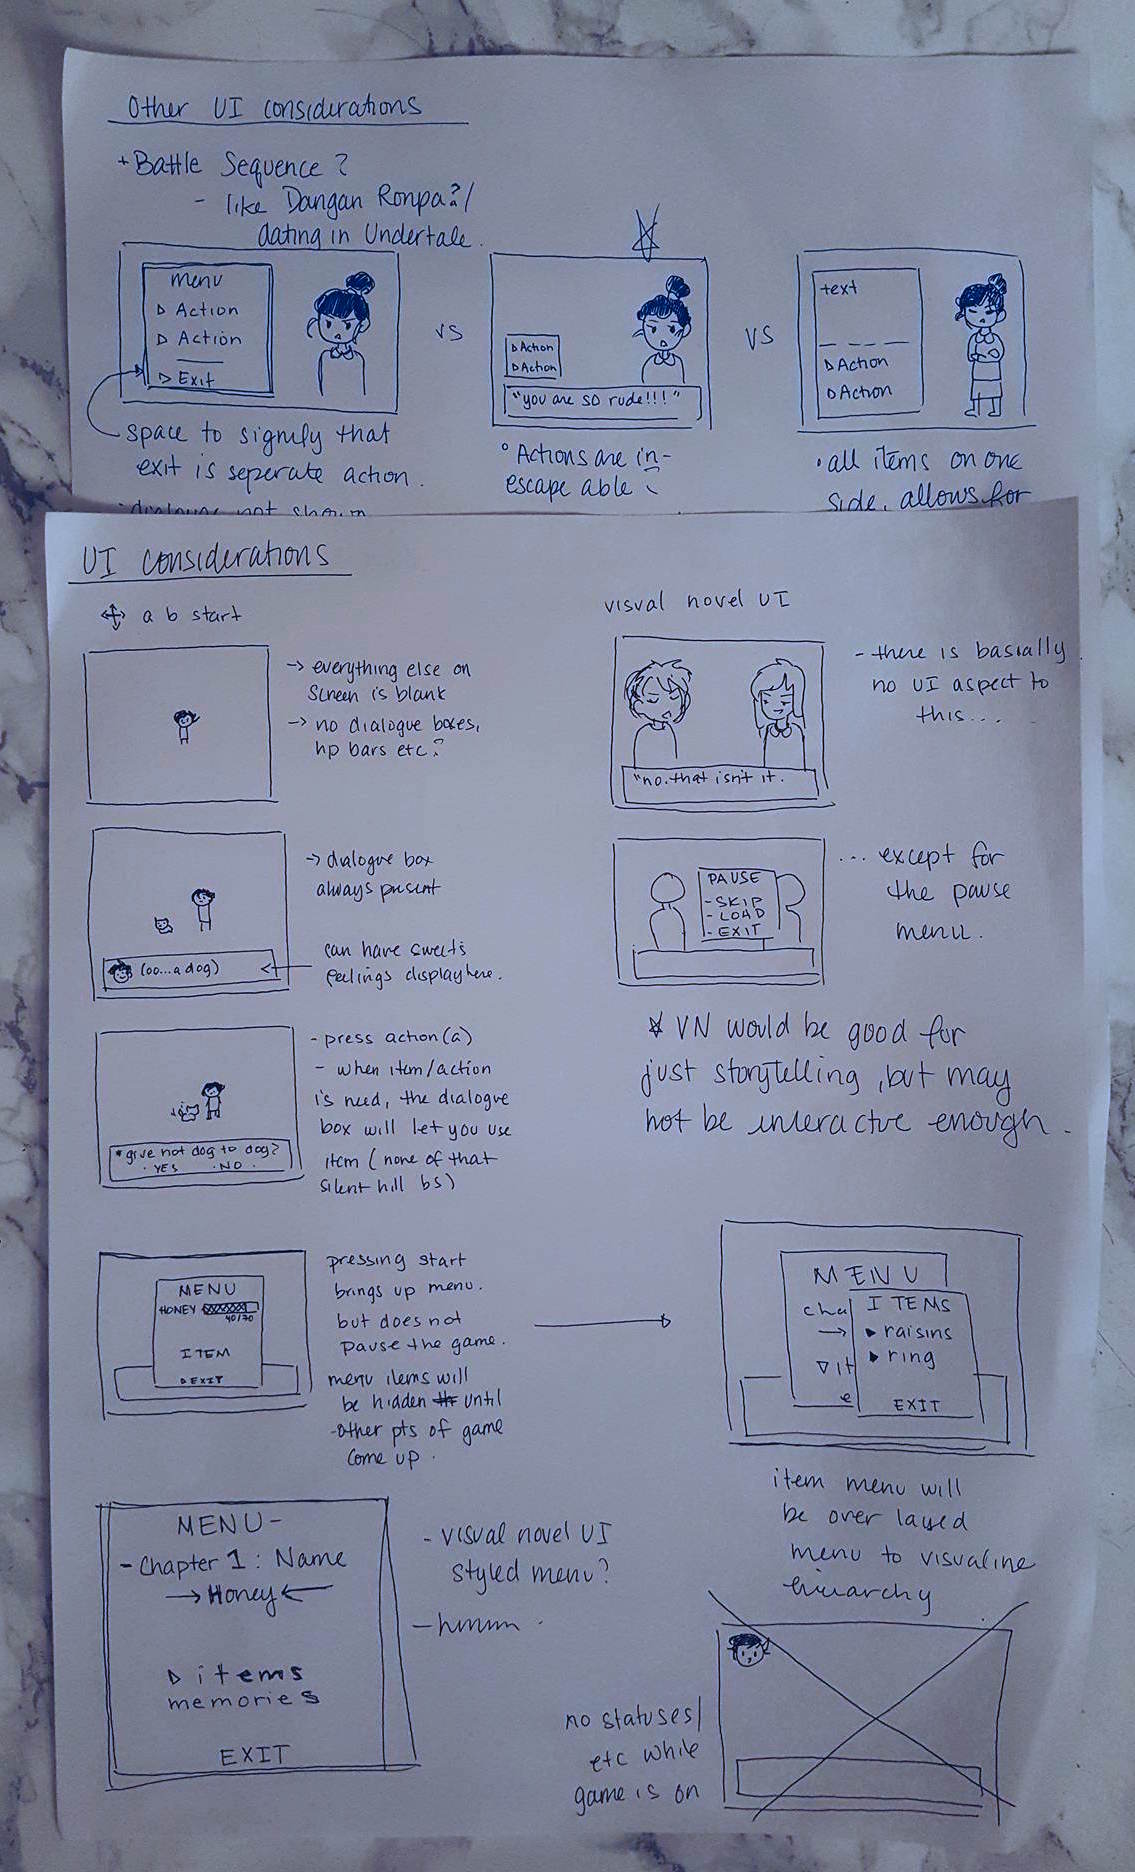 Other UI considerations
+ Battle Sequence?
- like Dangan Ronpa?/
dating in Undertale.
menu
▷ Action
▷ Action
▷ Exit
space to signify that
exit is seperate action.
• dialogue not shown
vs
▷ Action
▷ Action
"you are so rude!!!"
° Actions are in-
escape able
vs
text
▷ Action
▷ Action
• all items on one
side, allows for
UI considerations
a b start
→ everything else on
screen is blank
→ no dialogue boxes,
hp bars etc?
(oo...a dog)
→ dialogue box
always present
can have sweets
feelings display here.
*give hot dog to dog?
· YES · NO ·
- press action (a)
- when item/action
is need, the dialogue
box will let you use
item (none of that
silent hill bs)
MENU
HONEY
40/70
ITEM
▷ EXIT
pressing start
brings up menu.
but does not
pause the game.
menu items will
be hidden until
other pts of game
come up.
MENU-
- Chapter 1: Name
→ Honey ←
▷ items
memories
EXIT
- visual novel UI
styled menu?
- hmmm.
visual novel UI
"no. that isn't it.
- there is basially
no UI aspect to
this...
PAUSE
- SKIP
- LOAD
- EXIT
... except for
the pause
menu.
☆ VN would be good for
just storytelling, but may
not be interactve enough.
MENU
cha
→
▽ it
e
ITEMS
▶ raisins
▶ ring
EXIT
item menu will
be over layed
menu to visualine
hierarchy
no statuses/
etc while
game is on